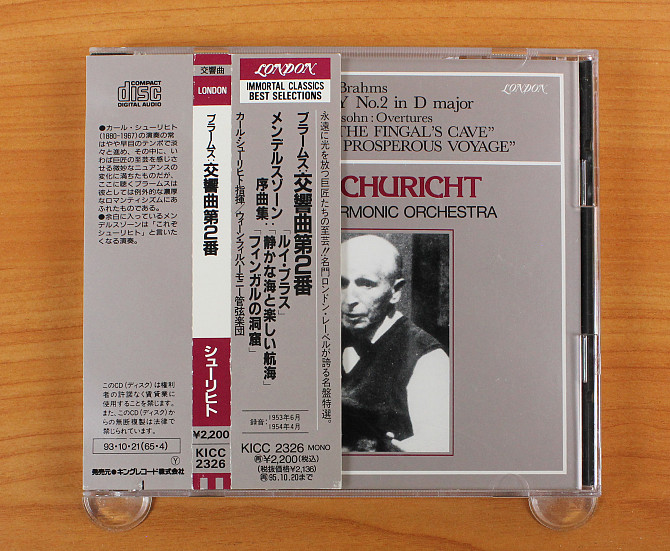 COMPACT
disc
DIGITAL AUDIO
●カール・シューリヒト
(1880-1967)の演奏の常
はやや早目のテンポで淡
々と進め、その中に、い
わば巨匠の至芸を感じさ
せる微妙なニュアンスの
変化に満ちたものだが、
ここに聴くブラームスは
彼としては例外的な濃厚
なロマンティシズムにあ
ふれたものである。
●余白に入っているメン
デルスゾーンは「これぞ
シューリヒト」と言いた
くなる演奏。
このCD(ディスク)は権利
者の許諾なく賃貸業に
使用することを禁じます。
また、このCD(ディスク)か
らの無断複製は法律で
禁じられています。
93・10・21(65・4)
Y
発売元●キングレコード株式会社
交響曲
LONDON
ブラームス:交響曲第2番
シューリヒト
¥2,200
KICC
2326
LONDON
IMMORTAL CLASSICS
BEST SELECTIONS
永遠に光を放つ巨匠たちの至芸!!名門ロンドン・レーベルが誇る名盤特選。
ブラームス:交響曲第2番
メンデルスゾーン:序曲集:
「ルイ・ブラス」
「静かな海と楽しい航海」
「フィンガルの洞窟」
カール・シューリヒト指揮/ウィーン・フィルハーモニー管弦楽団
録音:1953年6月
1954年4月
KICC 2326 MONO
㊢¥2,200(税込)
(税抜価格¥2,136)
㊢95.10.20まで
Brahms
Y No.2 in D major
sohn:Overtures
THE FINGAL'S CAVE”
PROSPEROUS VOYAGE”
LONDON
CHURICHT
RMONIC ORCHESTRA